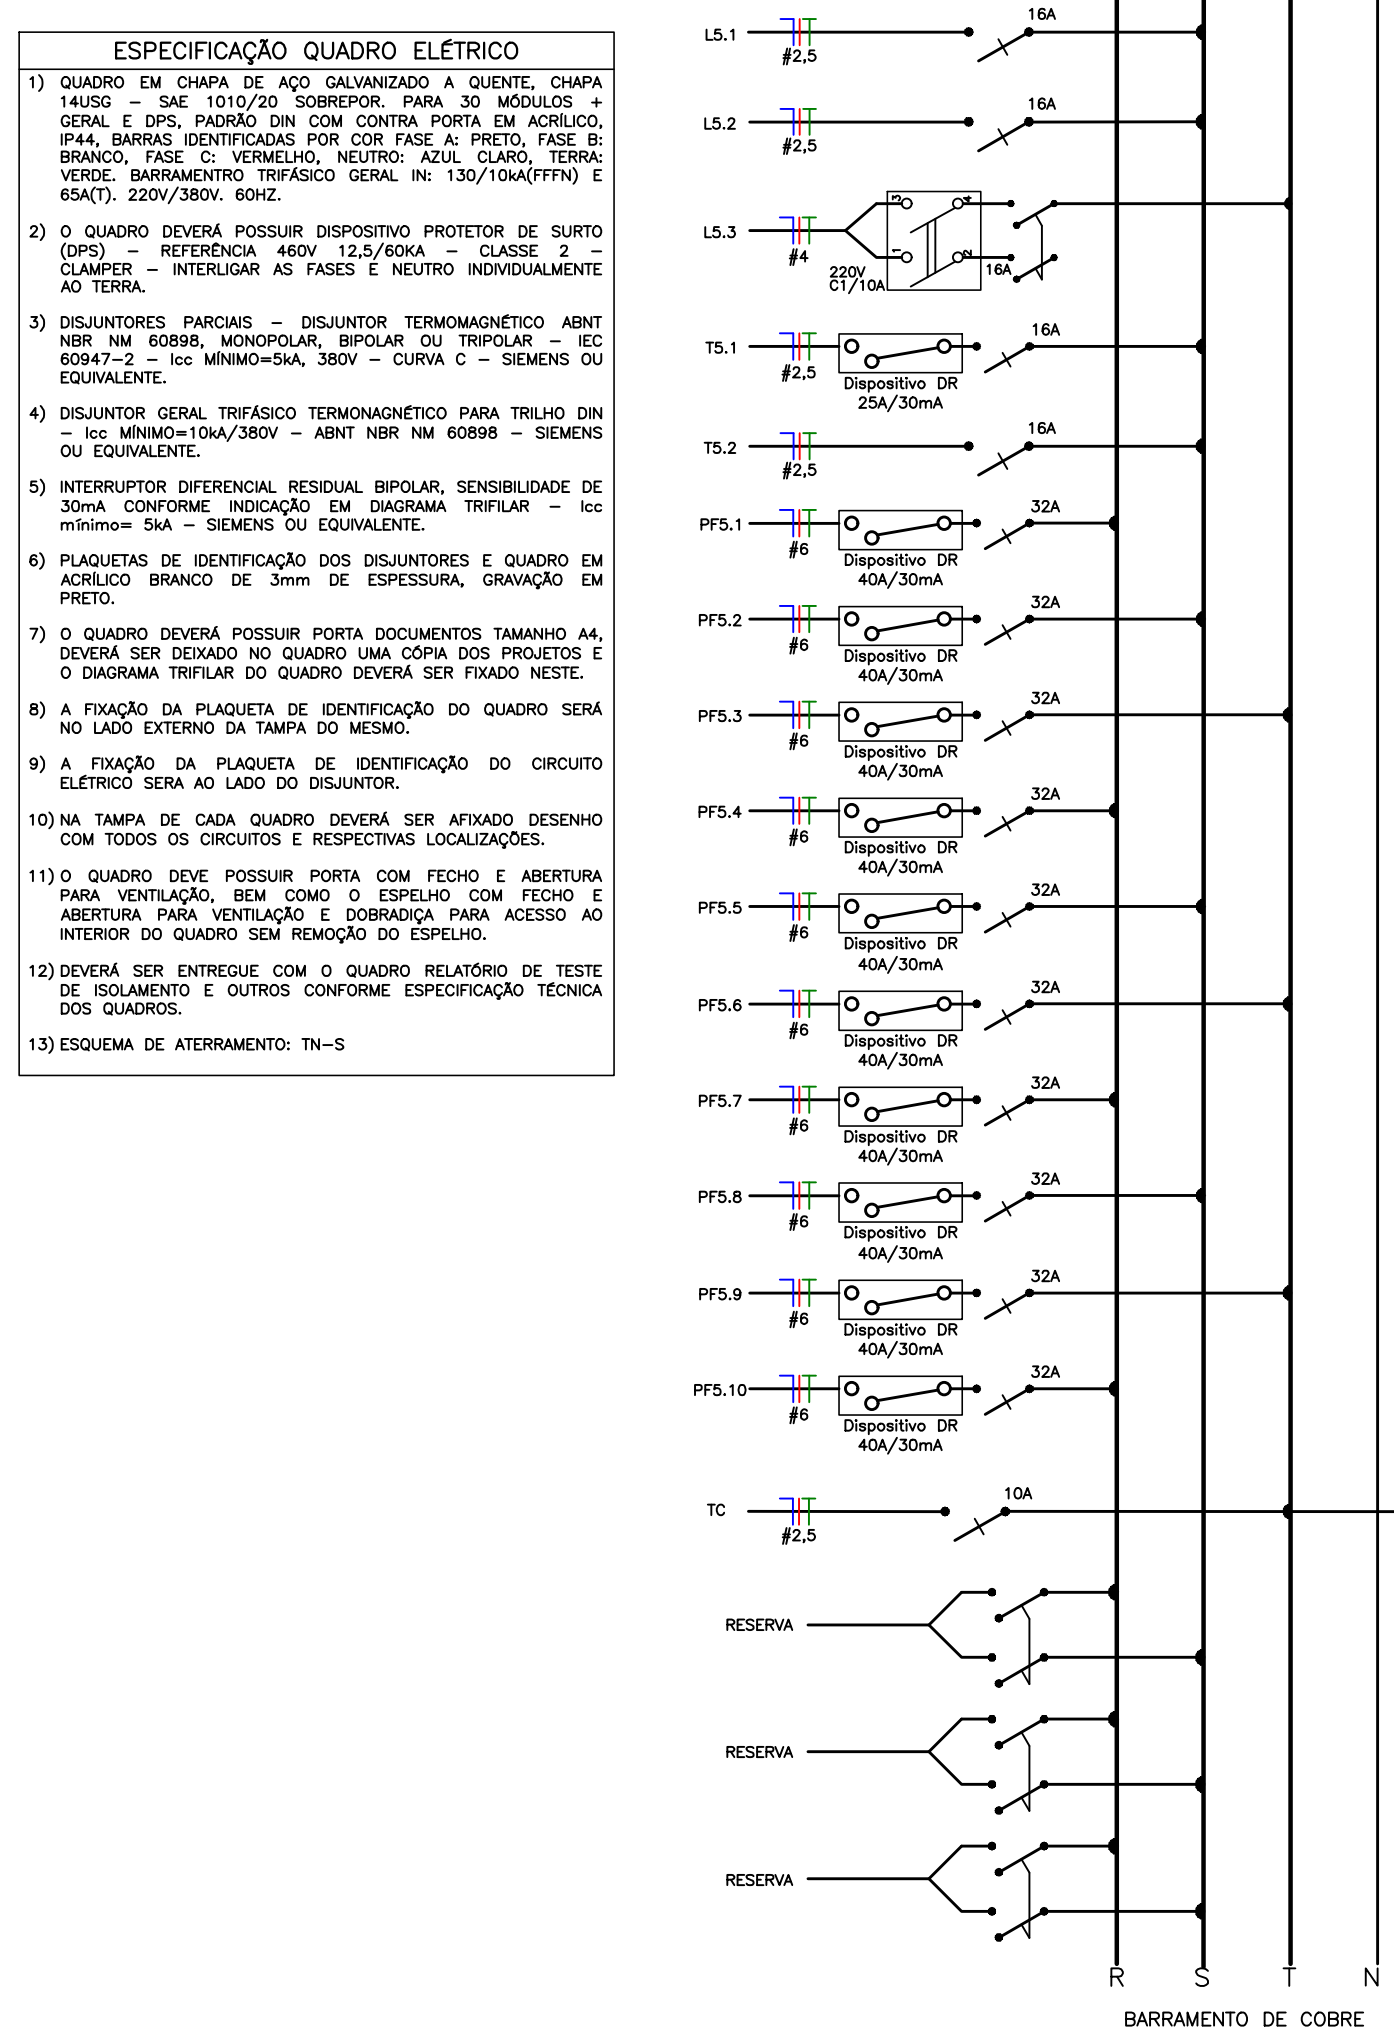 ESPECIFICAÇÃO QUADRO ELÉTRICO
1) QUADRO EM CHAPA DE AÇO GALVANIZADO A QUENTE, CHAPA
14USG – SAE 1010/20 SOBREPOR. PARA 30 MÓDULOS +
GERAL E DPS, PADRÃO DIN COM CONTRA PORTA EM ACRÍLICO,
IP44, BARRAS IDENTIFICADAS POR COR FASE A: PRETO, FASE B:
BRANCO, FASE C: VERMELHO, NEUTRO: AZUL CLARO, TERRA:
VERDE. BARRAMENTRO TRIFÁSICO GERAL IN: 130/10kA(FFFN) E
65A(T). 220V/380V. 60HZ.
2) O QUADRO DEVERÁ POSSUIR DISPOSITIVO PROTETOR DE SURTO
(DPS) – REFERÊNCIA 460V 12,5/60KA – CLASSE 2 –
CLAMPER – INTERLIGAR AS FASES E NEUTRO INDIVIDUALMENTE
AO TERRA.
3) DISJUNTORES PARCIAIS – DISJUNTOR TERMOMAGNÉTICO ABNT
NBR NM 60898, MONOPOLAR, BIPOLAR OU TRIPOLAR – IEC
60947–2 – Icc MÍNIMO=5kA, 380V – CURVA C – SIEMENS OU
EQUIVALENTE.
4) DISJUNTOR GERAL TRIFÁSICO TERMONAGNÉTICO PARA TRILHO DIN
– Icc MÍNIMO=10kA/380V – ABNT NBR NM 60898 – SIEMENS
OU EQUIVALENTE.
5) INTERRUPTOR DIFERENCIAL RESIDUAL BIPOLAR, SENSIBILIDADE DE
30mA CONFORME INDICAÇÃO EM DIAGRAMA TRIFILAR – Icc
mínimo= 5kA – SIEMENS OU EQUIVALENTE.
6) PLAQUETAS DE IDENTIFICAÇÃO DOS DISJUNTORES E QUADRO EM
ACRÍLICO BRANCO DE 3mm DE ESPESSURA, GRAVAÇÃO EM
PRETO.
7) O QUADRO DEVERÁ POSSUIR PORTA DOCUMENTOS TAMANHO A4,
DEVERÁ SER DEIXADO NO QUADRO UMA CÓPIA DOS PROJETOS E
O DIAGRAMA TRIFILAR DO QUADRO DEVERÁ SER FIXADO NESTE.
8) A FIXAÇÃO DA PLAQUETA DE IDENTIFICAÇÃO DO QUADRO SERÁ
NO LADO EXTERNO DA TAMPA DO MESMO.
9) A FIXAÇÃO DA PLAQUETA DE IDENTIFICAÇÃO DO CIRCUITO
ELÉTRICO SERA AO LADO DO DISJUNTOR.
10) NA TAMPA DE CADA QUADRO DEVERÁ SER AFIXADO DESENHO
COM TODOS OS CIRCUITOS E RESPECTIVAS LOCALIZAÇÕES.
11) O QUADRO DEVE POSSUIR PORTA COM FECHO E ABERTURA
PARA VENTILAÇÃO, BEM COMO O ESPELHO COM FECHO E
ABERTURA PARA VENTILAÇÃO E DOBRADIÇA PARA ACESSO AO
INTERIOR DO QUADRO SEM REMOÇÃO DO ESPELHO.
12) DEVERÁ SER ENTREGUE COM O QUADRO RELATÓRIO DE TESTE
DE ISOLAMENTO E OUTROS CONFORME ESPECIFICAÇÃO TÉCNICA
DOS QUADROS.
13) ESQUEMA DE ATERRAMENTO: TN–S
16A
L5.1
#2,5
16A
L5.2
#2,5
3 4
L5.3
1 2
#4
16A
220V
C1/10A
16A
T5.1
#2,5
Dispositivo DR
25A/30mA
16A
T5.2
#2,5
32A
PF5.1
#6
Dispositivo DR
40A/30mA
32A
PF5.2
#6
Dispositivo DR
40A/30mA
32A
PF5.3
#6
Dispositivo DR
40A/30mA
32A
PF5.4
#6
Dispositivo DR
40A/30mA
32A
PF5.5
#6
Dispositivo DR
40A/30mA
32A
PF5.6
#6
Dispositivo DR
40A/30mA
32A
PF5.7
#6
Dispositivo DR
40A/30mA
32A
PF5.8
#6
Dispositivo DR
40A/30mA
32A
PF5.9
#6
Dispositivo DR
40A/30mA
32A
PF5.10
#6
Dispositivo DR
40A/30mA
10A
TC
#2,5
RESERVA
RESERVA
RESERVA
R S T N
BARRAMENTO DE COBRE